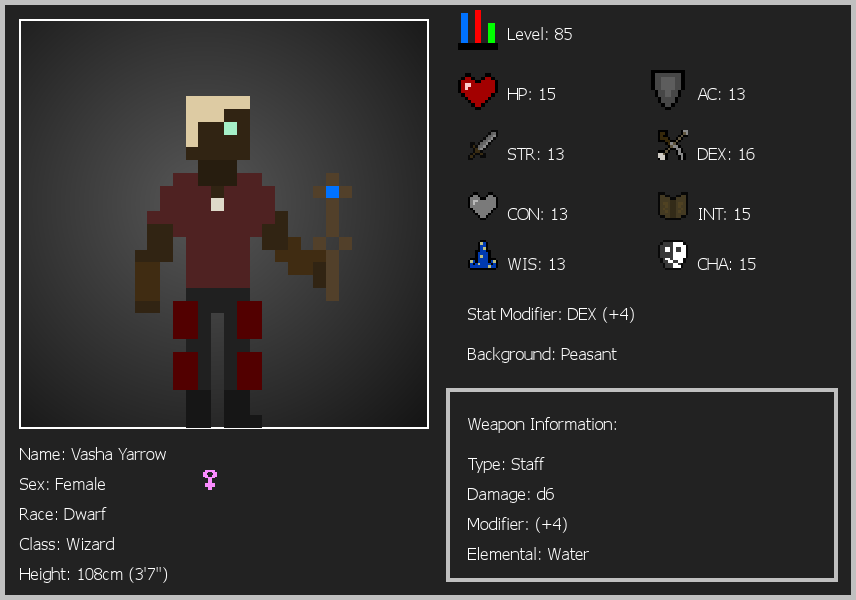 Level: 85
HP: 15
AC: 13
STR: 13
DEX: 16
CON: 13
INT: 15
WIS: 13
CHA: 15
Stat Modifier: DEX (+4)
Background: Peasant
Weapon Information:
Type: Staff
Damage: d6
Modifier: (+4)
Elemental: Water
Name: Vasha Yarrow
Sex: Female
Race: Dwarf
Class: Wizard
Height: 108cm (3'7")